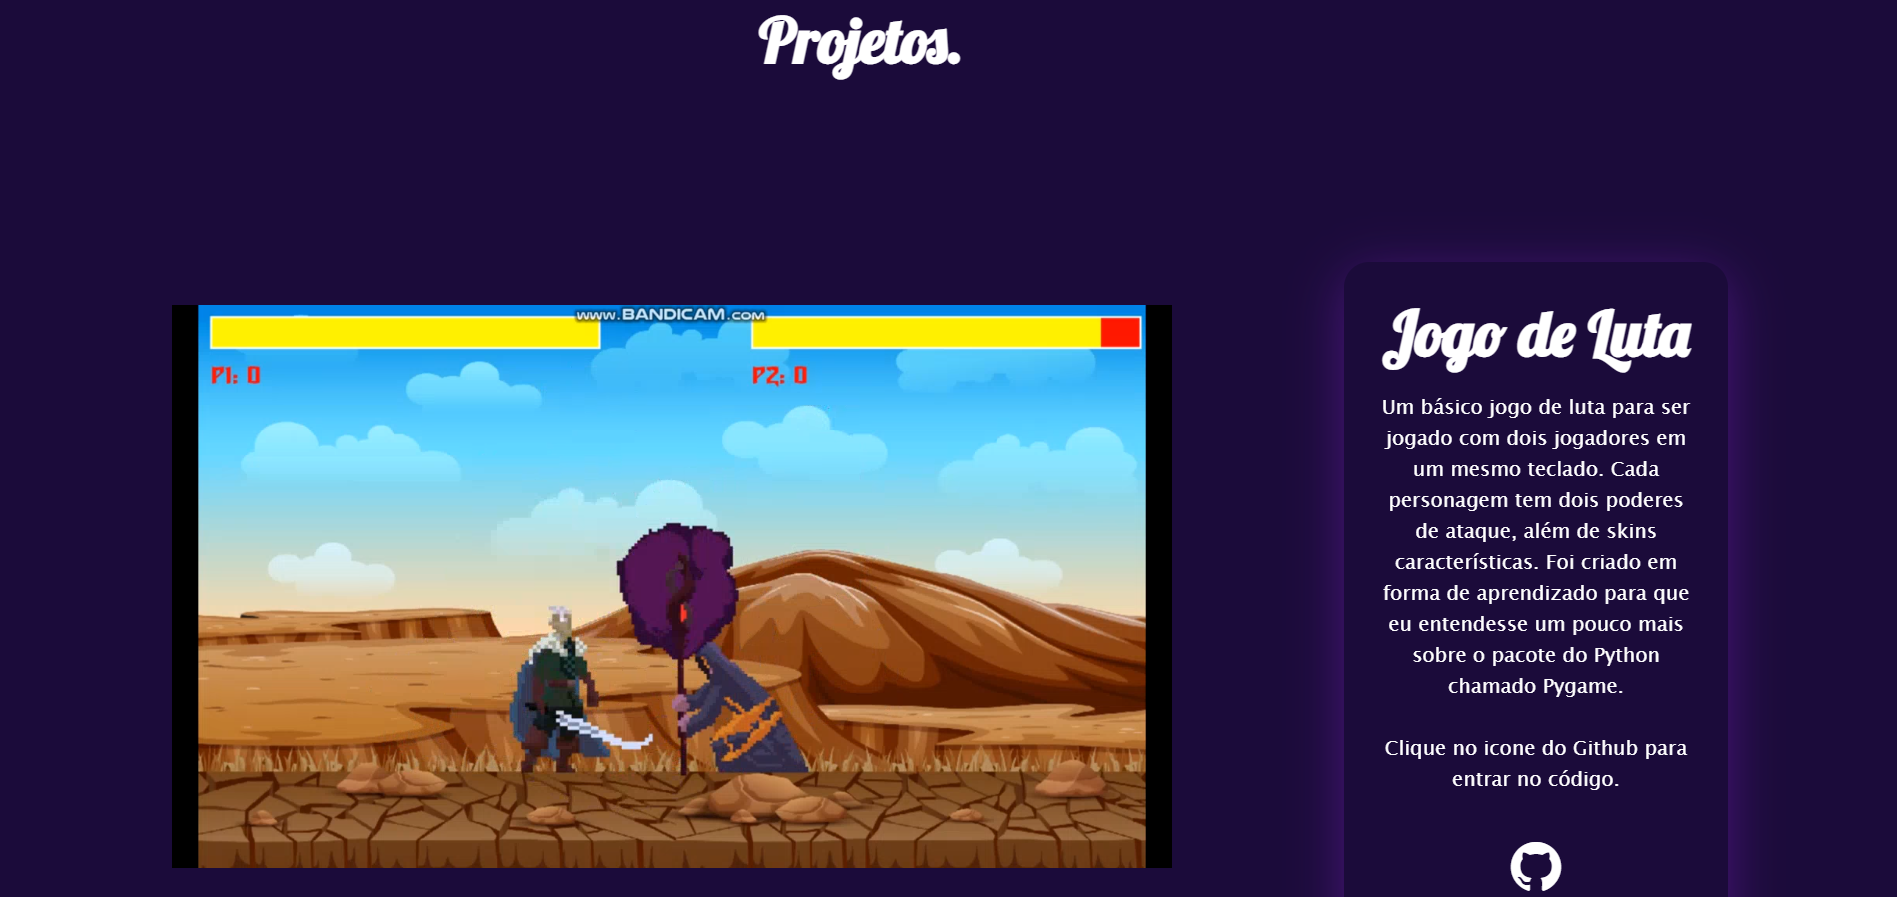 Projetos.
www.BANDICAM.com
P1: 0
P2: 0
Jogo de Luta
Um básico jogo de luta para ser
jogado com dois jogadores em
um mesmo teclado. Cada
personagem tem dois poderes
de ataque, além de skins
características. Foi criado em
forma de aprendizado para que
eu entendesse um pouco mais
sobre o pacote do Python
chamado Pygame.
Clique no icone do Github para
entrar no código.